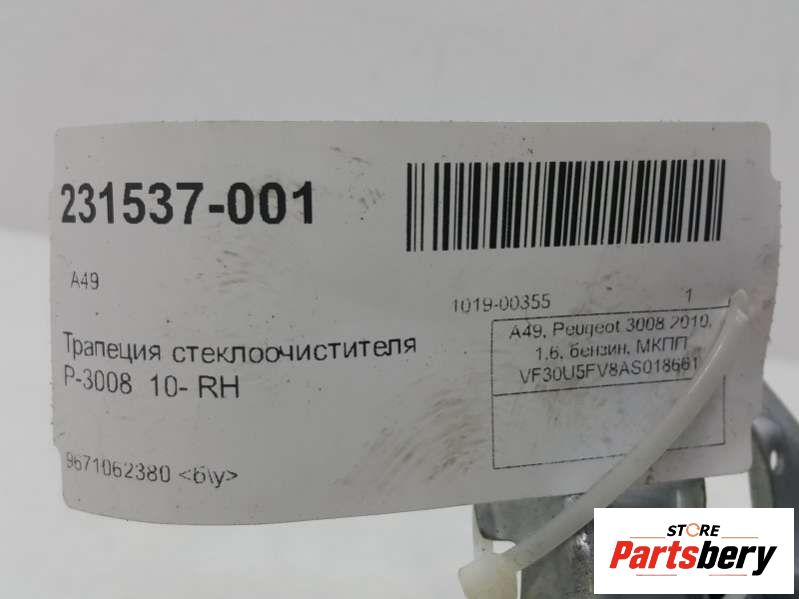 231537-001
A49
1019-00355 1
A49, Peugeot 3008 2010,
1,6, бензин, МКПП
VF30U5FV8AS018661
Трапеция стеклоочистителя
P-3008 10- RH
9671062380 <б\у>
STORE
Partsbery